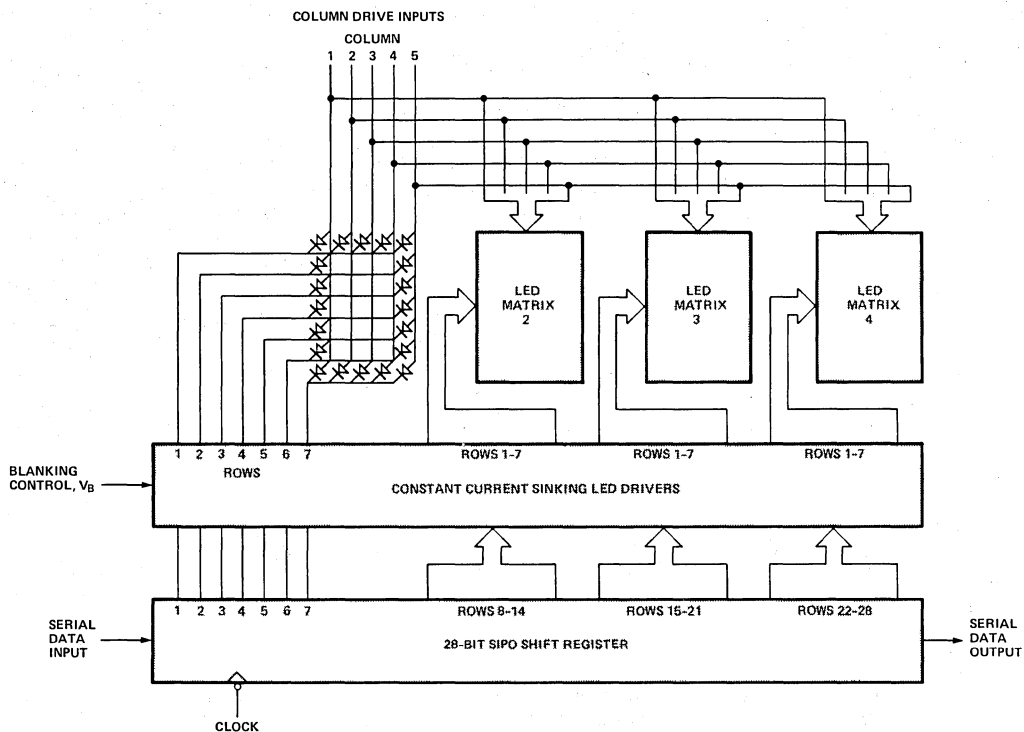 COLUMN DRIVE INPUTS
COLUMN
1 2 3 4 5
LED
MATRIX
2
LED
MATRIX
3
LED
MATRIX
4
1 2 3 4 5 6 7
ROWS
ROWS 1-7
ROWS 1-7
ROWS 1-7
BLANKING
CONTROL, VB
CONSTANT CURRENT SINKING LED DRIVERS
1 2 3 4 5 6 7
ROWS 8-14
ROWS 15-21
ROWS 22-28
SERIAL
DATA
INPUT
28-BIT SIPO SHIFT REGISTER
SERIAL
DATA
OUTPUT
CLOCK